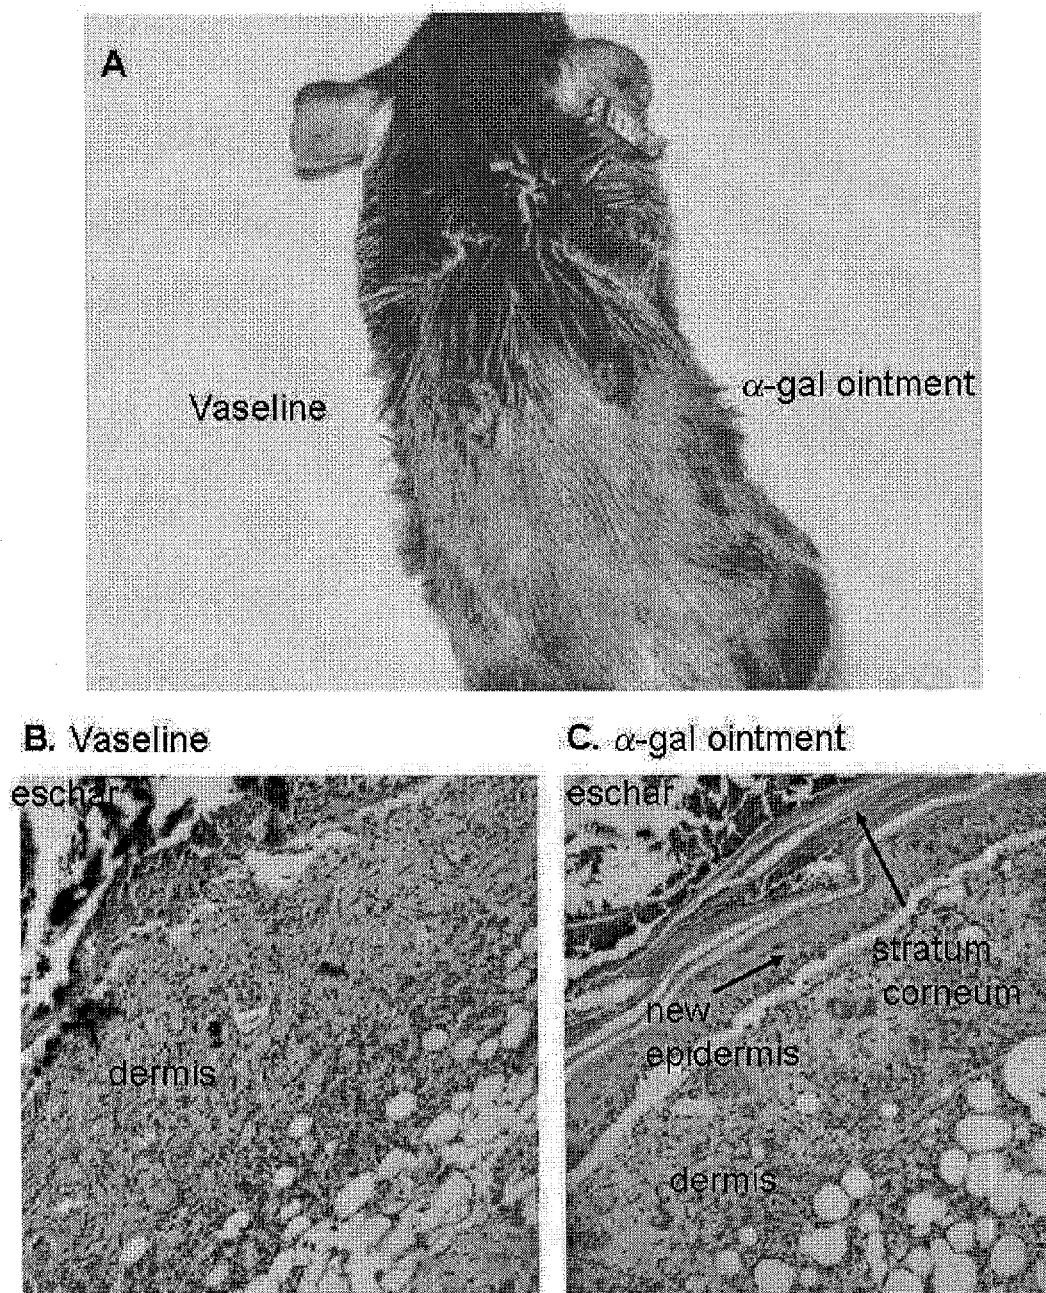 A
Vaseline
α-gal ointment
B. Vaseline
C. α-gal ointment
eschar
dermis
eschar
stratum
corneum
new
epidermis
dermis